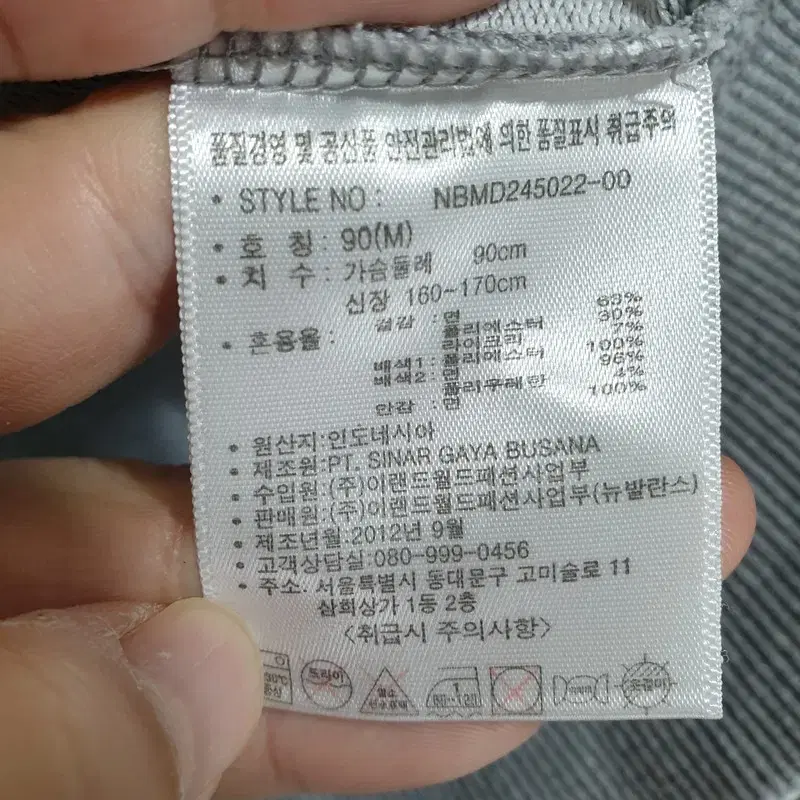 품질경영 및 공산품 안전관리법에 의한 품질표시 취급주의
• STYLE NO : NBMD245022-00
• 호 칭 : 90(M)
• 치 수 : 가슴둘레 90cm
신장 160~170cm
• 혼용율 : 겉감 : 면 63%
폴리에스터 30%
라이크라 7%
배색1 : 폴리에스터 100%
배색2 : 면 96%
폴리우레탄 4%
안감 : 면 100%
• 원산지:인도네시아
• 제조원:PT. SINAR GAYA BUSANA
• 수입원:(주)이랜드월드패션사업부
• 판매원:(주)이랜드월드패션사업부(뉴발란스)
• 제조년월:2012년 9월
• 고객상담실:080-999-0456
• 주소: 서울특별시 동대문구 고미술로 11
삼희상가 1동 2층
<취급시 주의사항>
드라이
염소
옷걸이